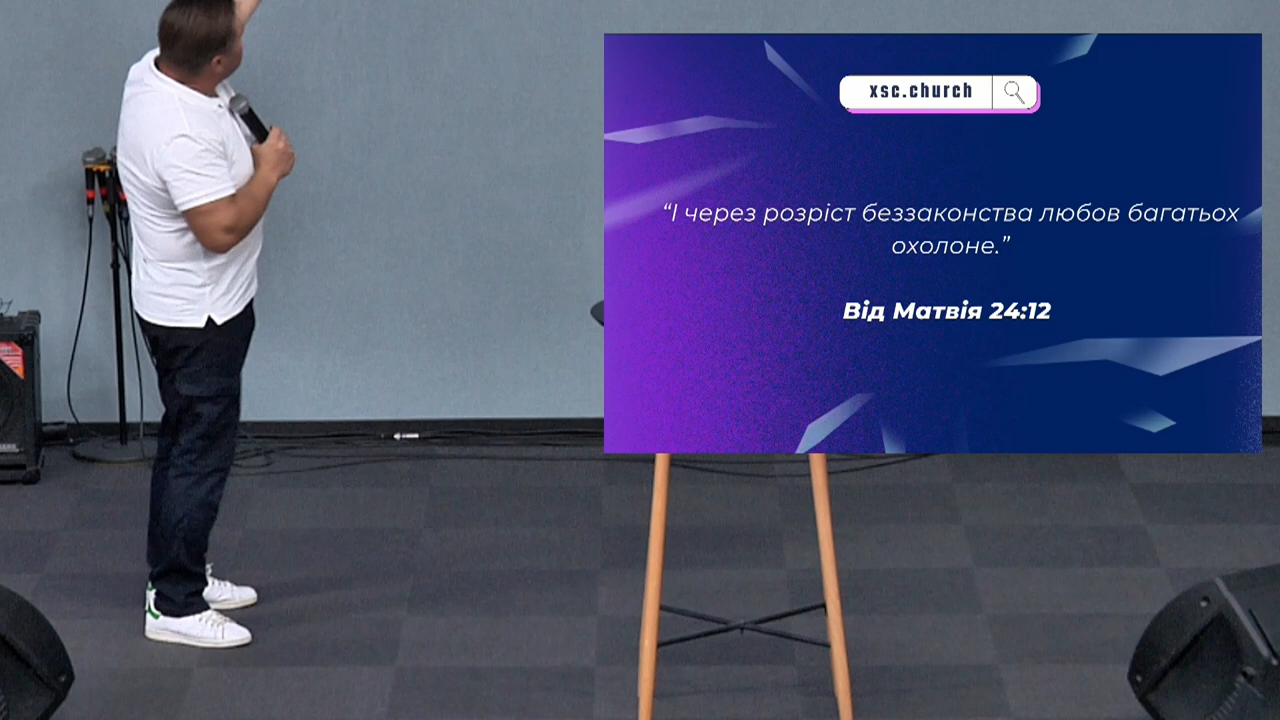 xsc.church
“І через розріст беззаконства любов багатьох
охолоне.”
Від Матвія 24:12